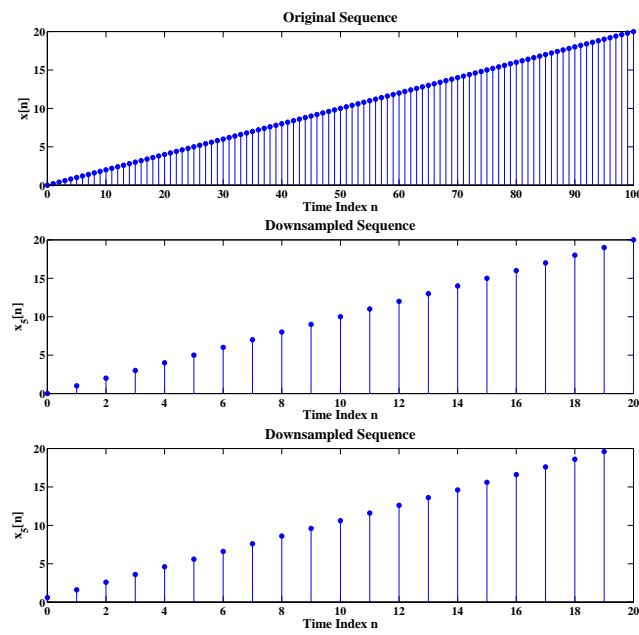 Original Sequence
20
15
10
5
0
x[n]
0 10 20 30 40 50 60 70 80 90 100
Time Index n
Downsampled Sequence
20
15
10
5
0
x5[n]
0 2 4 6 8 10 12 14 16 18 20
Time Index n
Downsampled Sequence
20
15
10
5
0
x5[n]
0 2 4 6 8 10 12 14 16 18 20
Time Index n